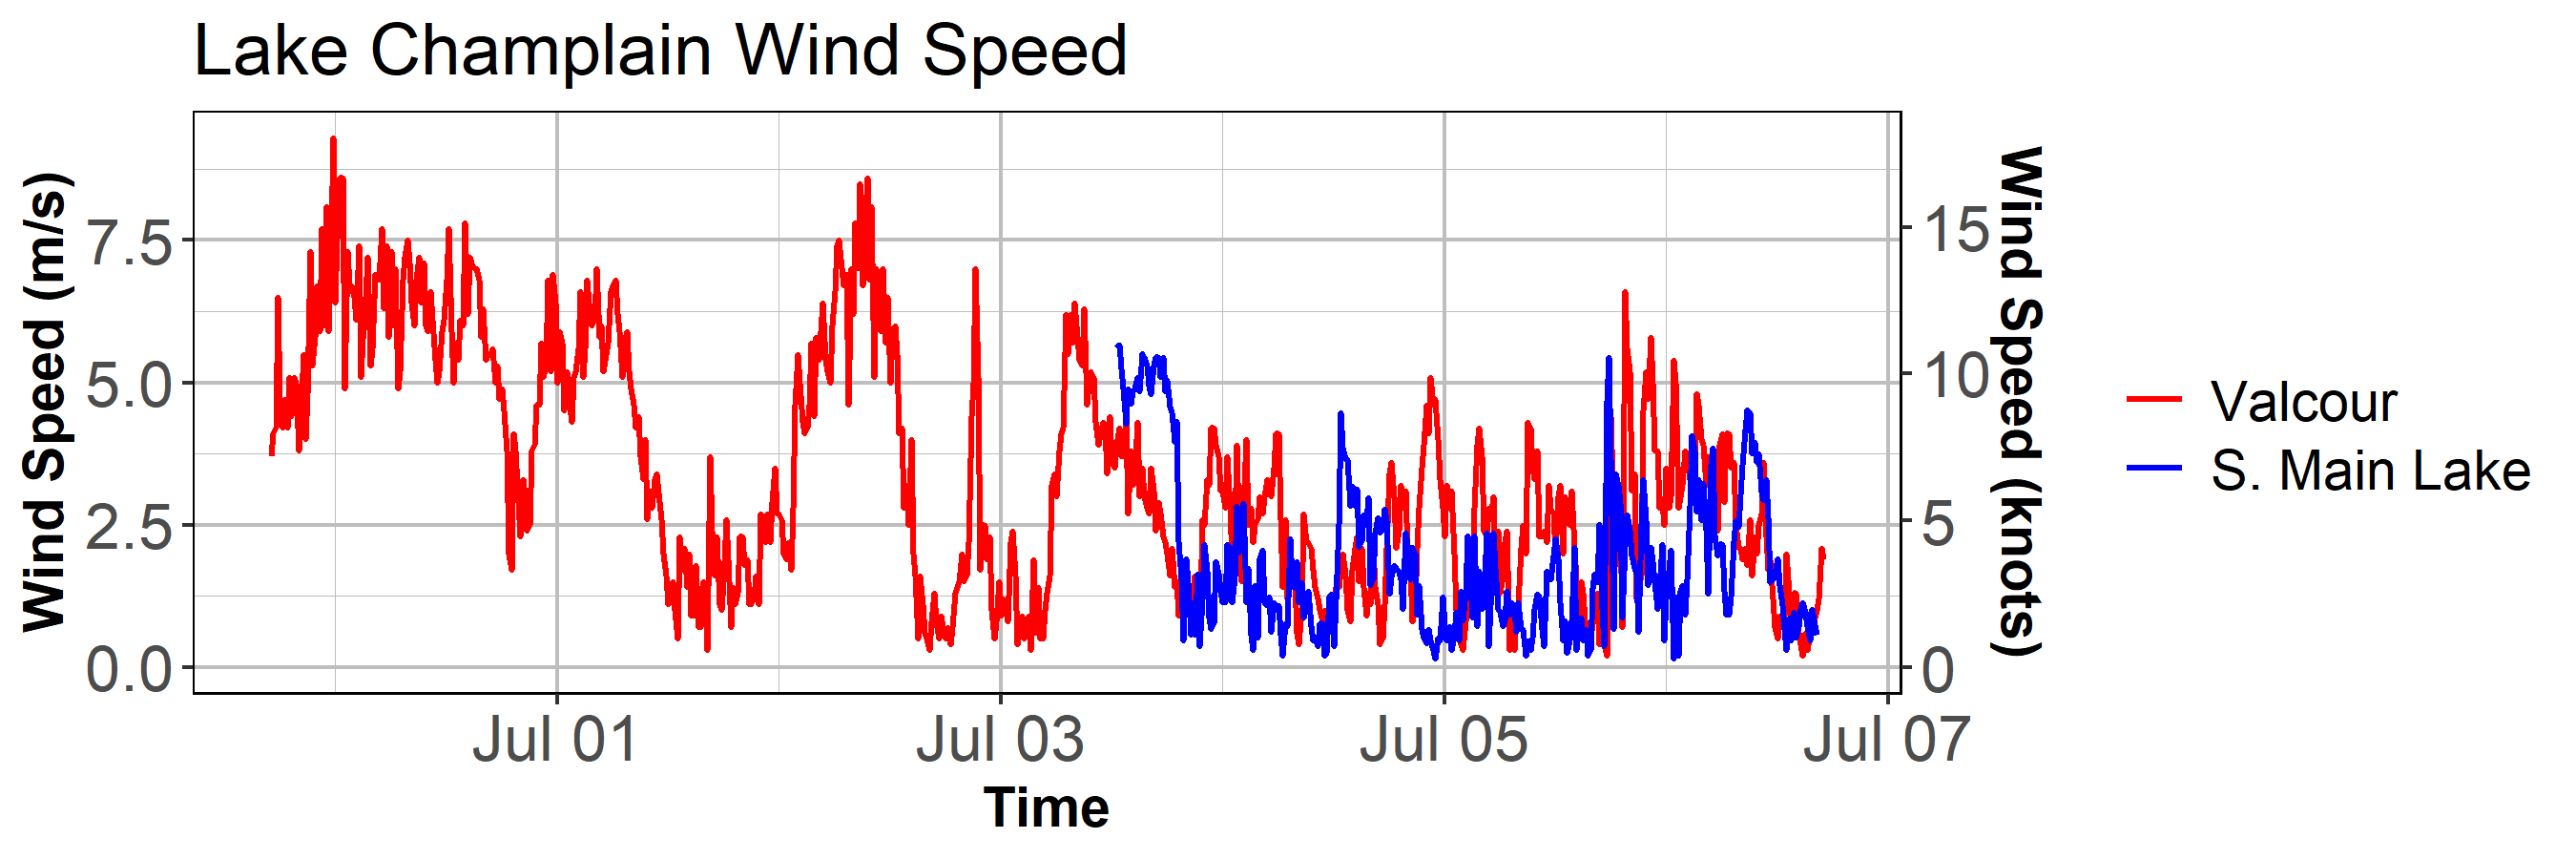 Lake Champlain Wind Speed
Wind Speed (m/s)
7.5
5.0
2.5
0.0
15
10
5
0
Wind Speed (knots)
Jul 01
Jul 03
Jul 05
Jul 07
Time
Valcour
S. Main Lake